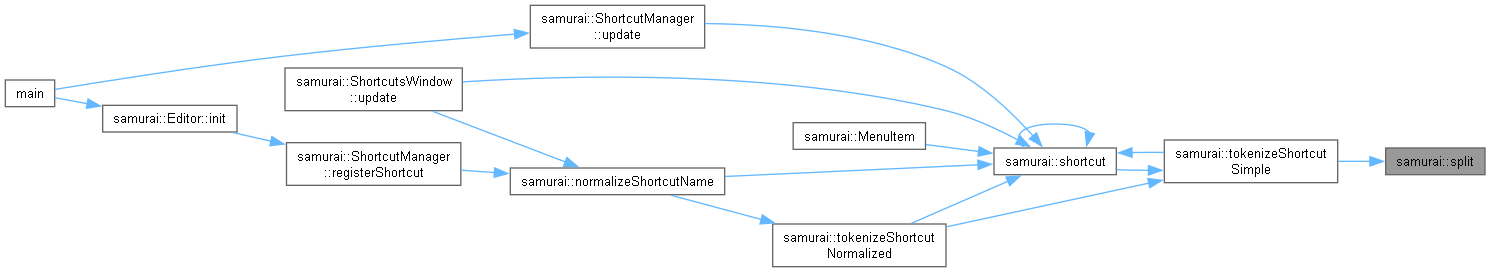 samurai::ShortcutManager
::update
samurai::ShortcutsWindow
::update
main
samurai::Editor::init
samurai::MenuItem
samurai::ShortcutManager
::registerShortcut
samurai::shortcut
samurai::tokenizeShortcut
Simple
samurai::split
samurai::normalizeShortcutName
samurai::tokenizeShortcut
Normalized